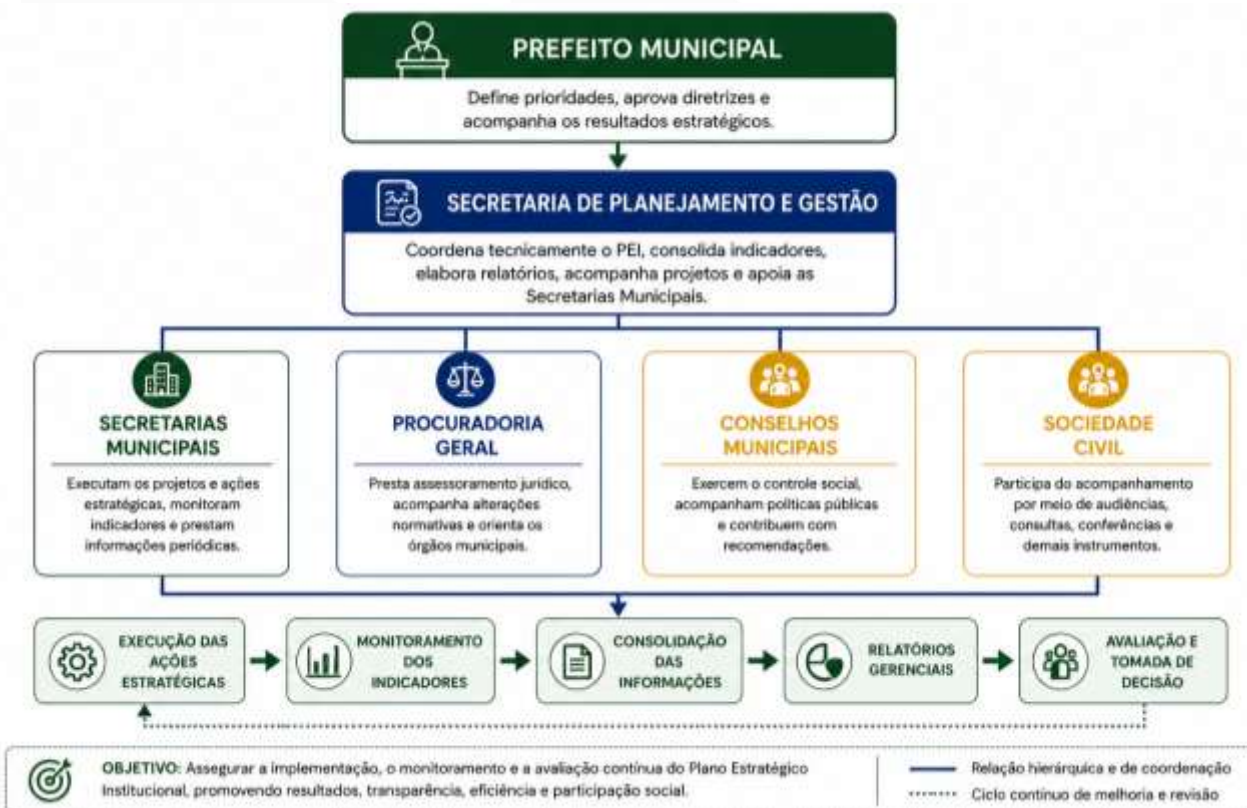 PREFEITO MUNICIPAL
Define prioridades, aprova diretrizes e
acompanha os resultados estratégicos.
SECRETARIA DE PLANEJAMENTO E GESTÃO
Coordena tecnicamente o PEI, consolida indicadores,
elabora relatórios, acompanha projetos e apoia as
Secretarias Municipais.
SECRETARIAS
MUNICIPAIS
Executam os projetos e ações
estratégicas, monitoram
indicadores e prestam
informações periódicas.
PROCURADORIA
GERAL
Presta assessoramento jurídico,
acompanha alterações
normativas e orienta os
órgãos municipais.
CONSELHOS
MUNICIPAIS
Exercem o controle social,
acompanham políticas públicas
e contribuem com
recomendações.
SOCIEDADE
CIVIL
Participa do acompanhamento
por meio de audiências,
consultas, conferências e
demais instrumentos.
EXECUÇÃO DAS
AÇÕES
ESTRATÉGICAS
MONITORAMENTO
DOS
INDICADORES
CONSOLIDAÇÃO
DAS
INFORMAÇÕES
RELATÓRIOS
GERENCIAIS
AVALIAÇÃO E
TOMADA DE
DECISÃO
OBJETIVO: Assegurar a implementação, o monitoramento e a avaliação contínua do Plano Estratégico
Institucional, promovendo resultados, transparência, eficiência e participação social.
Relação hierárquica e de coordenação
Ciclo contínuo de melhoria e revisão